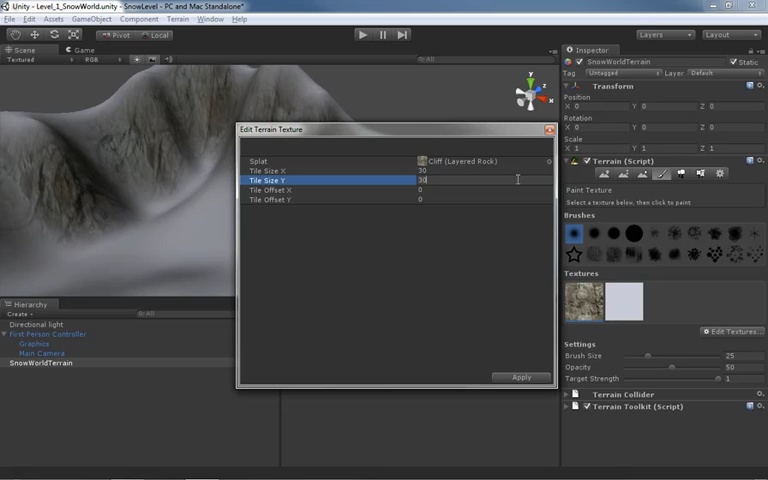 Unity - Level_1_SnowWorld.unity - SnowLevel - PC and Mac Standalone*
File Edit Assets GameObject Component Terrain Window Help
Pivot Local Layers Layout
Scene Game Inspector
Textured RGB All
SnowWorldTerrain Static
Tag Untagged Layer Default
Transform
Position
X 0 Y 0 Z 0
Rotation
X 0 Y 0 Z 0
Scale
X 1 Y 1 Z 1
Terrain (Script)
Paint Texture
Select a texture below, then click to paint
Brushes
Textures
Edit Textures...
Settings
Brush Size 25
Opacity 50
Target Strength 1
Terrain Collider
Terrain Toolkit (Script)
y
x
Edit Terrain Texture
Splat Cliff (Layered Rock)
Tile Size X 30
Tile Size Y 30
Tile Offset X 0
Tile Offset Y 0
Apply
Hierarchy
Create All
Directional light
First Person Controller
Graphics
Main Camera
SnowWorldTerrain